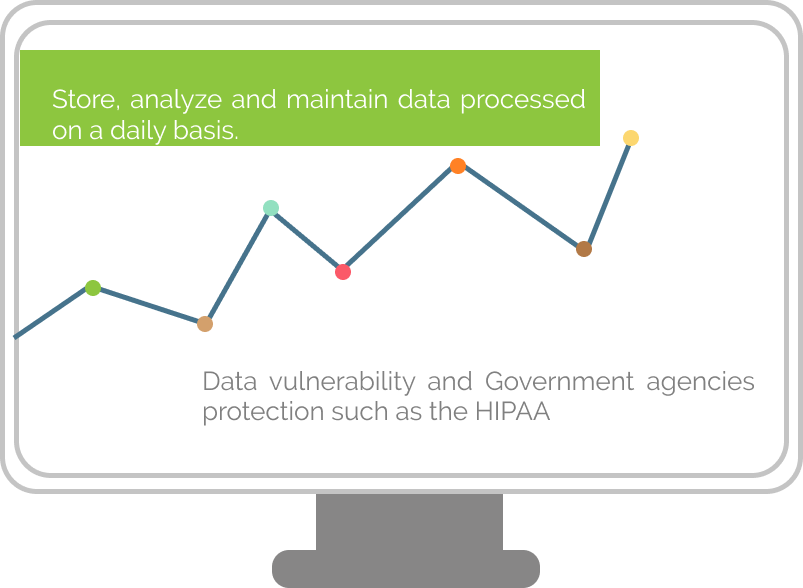 Store, analyze and maintain data processed
on a daily basis.
Data vulnerability and Government agencies
protection such as the HIPAA